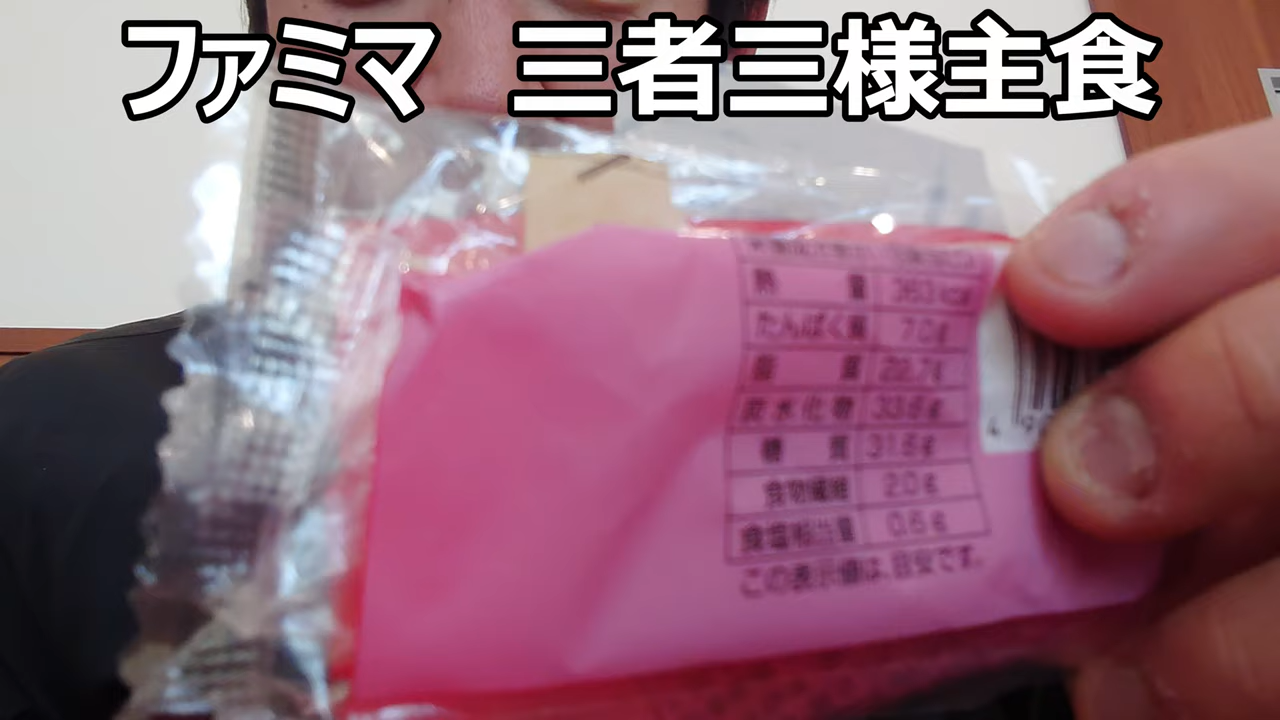 ファミマ 三者三様主食
熱量 363kcal
たんぱく質 7.0g
脂質 22.7g
炭水化物 33.6g
糖質 31.6g
食物繊維 2.0g
食塩相当量 0.6g
この表示値は、目安です。